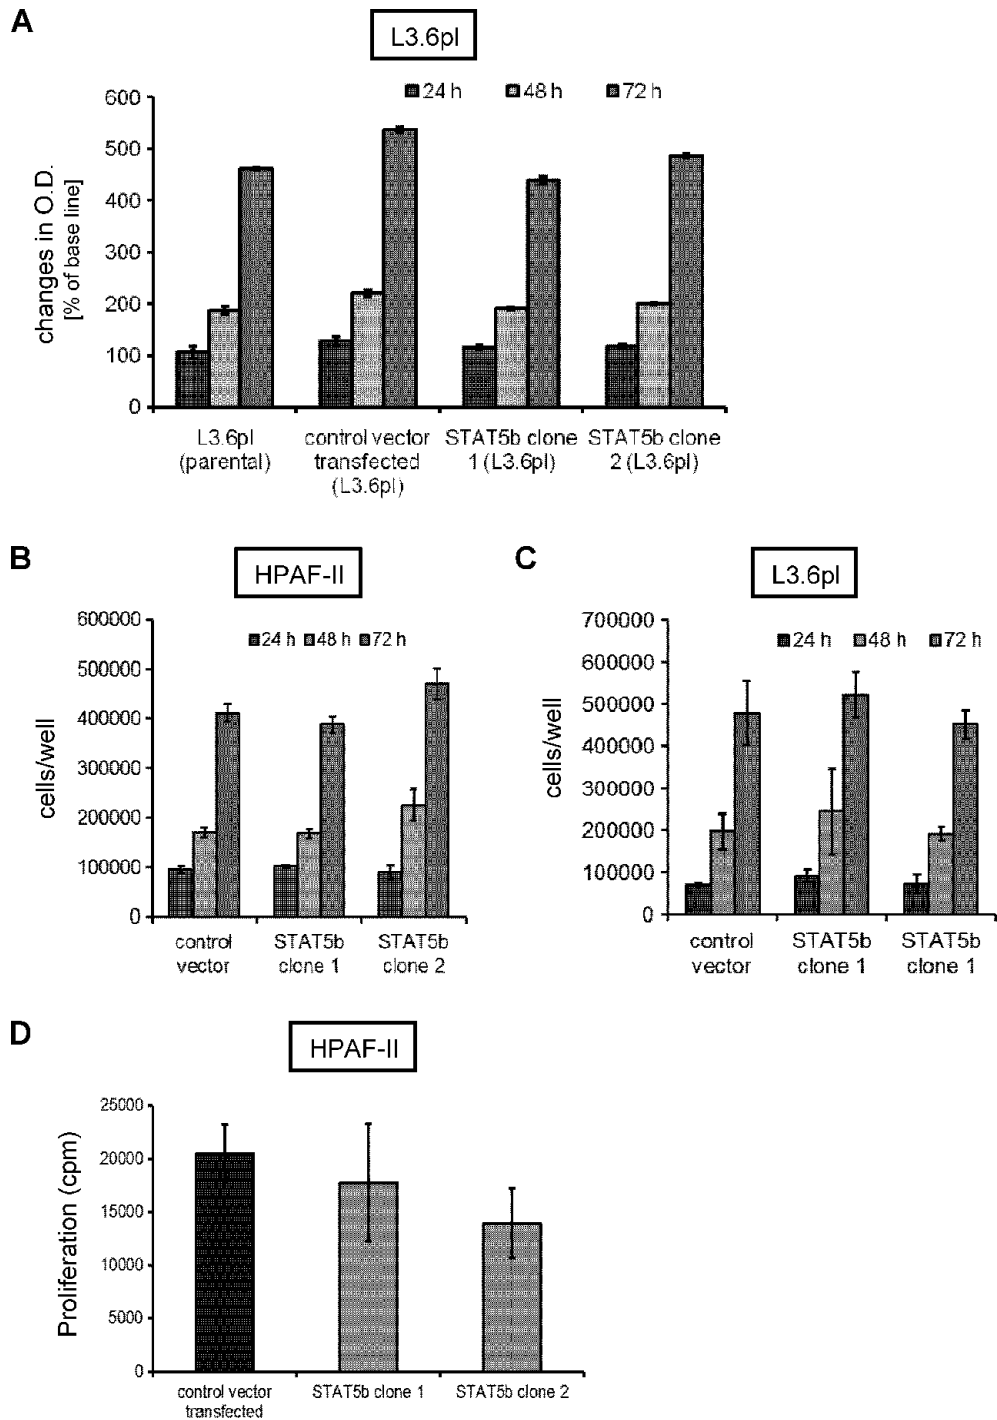 A
L3.6pl
24 h 48 h 72 h
600
500
400
300
200
100
0
changes in O.D.
[% of base line]
L3.6pl
(parental)
control vector
transfected
(L3.6pl)
STAT5b clone
1 (L3.6pl)
STAT5b clone
2 (L3.6pl)
B
HPAF-II
24 h 48 h 72 h
600000
500000
400000
300000
200000
100000
0
cells/well
control
vector
STAT5b
clone 1
STAT5b
clone 2
C
L3.6pl
24 h 48 h 72 h
700000
600000
500000
400000
300000
200000
100000
0
cells/well
control
vector
STAT5b
clone 1
STAT5b
clone 1
D
HPAF-II
25000
20000
15000
10000
5000
0
Proliferation (cpm)
control vector
transfected
STAT5b clone 1
STAT5b clone 2